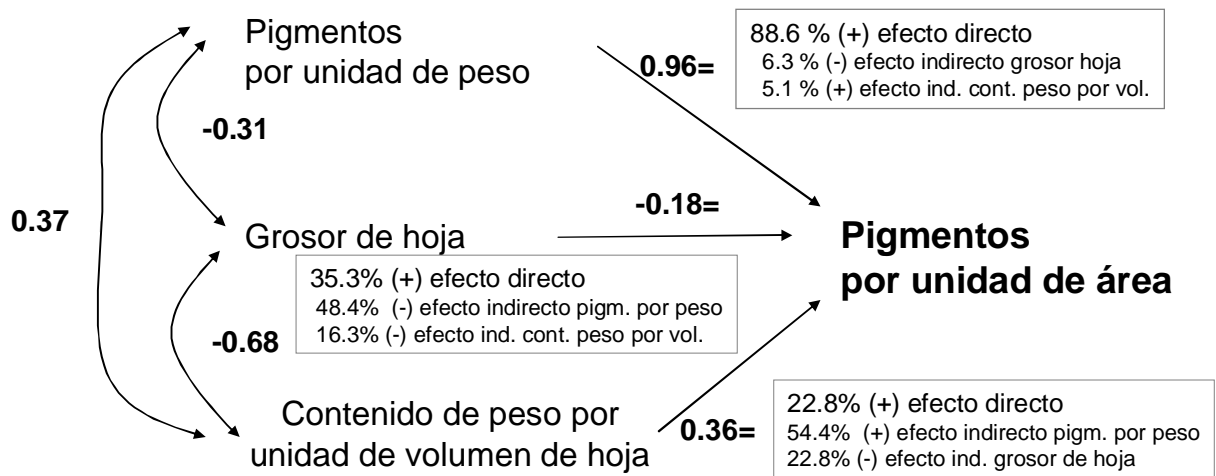 Pigmentos
por unidad de peso
0.96=
88.6 % (+) efecto directo
6.3 % (-) efecto indirecto grosor hoja
5.1 % (+) efecto ind. cont. peso por vol.
-0.31
0.37
Grosor de hoja
-0.18=
35.3% (+) efecto directo
48.4% (-) efecto indirecto pigm. por peso
16.3% (-) efecto ind. cont. peso por vol.
Pigmentos
por unidad de área
-0.68
Contenido de peso por
unidad de volumen de hoja
0.36=
22.8% (+) efecto directo
54.4% (+) efecto indirecto pigm. por peso
22.8% (-) efecto ind. grosor de hoja